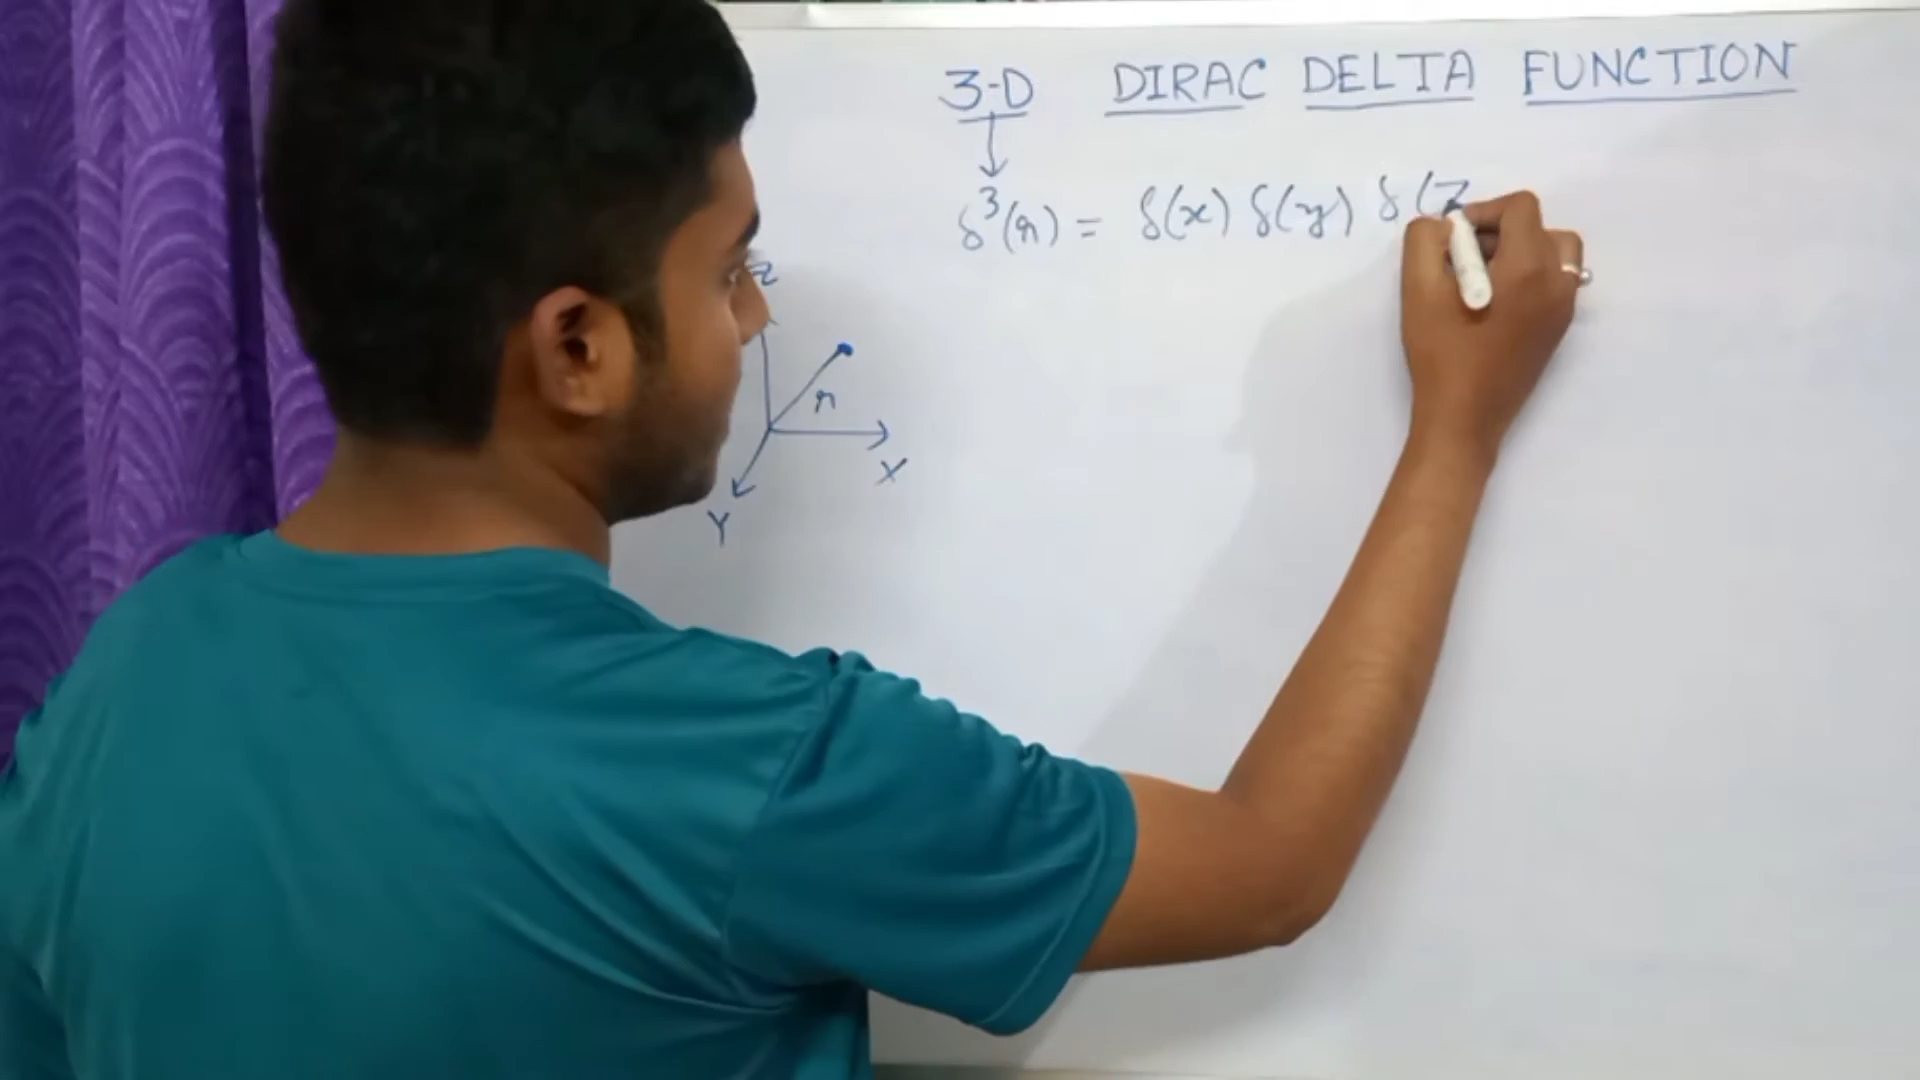 3-D DIRAC DELTA FUNCTION
δ³(r) = δ(x) δ(y) δ(z
Z
r
X
Y